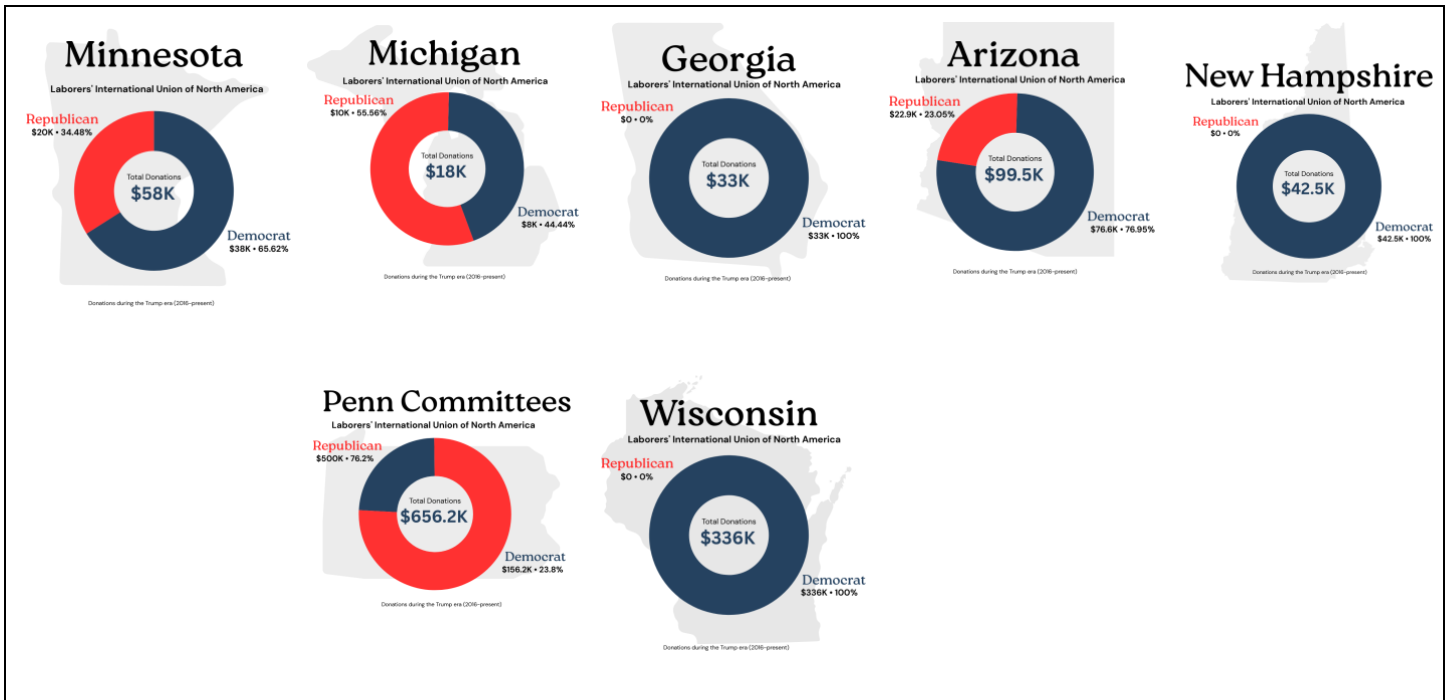 Minnesota
Laborers' International Union of North America
Republican
$20K • 34.48%
Total Donations
$58K
Democrat
$38K • 65.62%
Donations during the Trump era (2016-present)
Michigan
Laborers' International Union of North America
Republican
$10K • 55.56%
Total Donations
$18K
Democrat
$8K • 44.44%
Donations during the Trump era (2016-present)
Georgia
Laborers' International Union of North America
Republican
$0 • 0%
Total Donations
$33K
Democrat
$33K • 100%
Donations during the Trump era (2016-present)
Arizona
Laborers' International Union of North America
Republican
$22.9K • 23.05%
Total Donations
$99.5K
Democrat
$76.6K • 76.95%
Donations during the Trump era (2016-present)
New Hampshire
Laborers' International Union of North America
Republican
$0 • 0%
Total Donations
$42.5K
Democrat
$42.5K • 100%
Donations during the Trump era (2016-present)
Penn Committees
Laborers' International Union of North America
Republican
$500K • 76.2%
Total Donations
$656.2K
Democrat
$156.2K • 23.8%
Donations during the Trump era (2016-present)
Wisconsin
Laborers' International Union of North America
Republican
$0 • 0%
Total Donations
$336K
Democrat
$336K • 100%
Donations during the Trump era (2016-present)